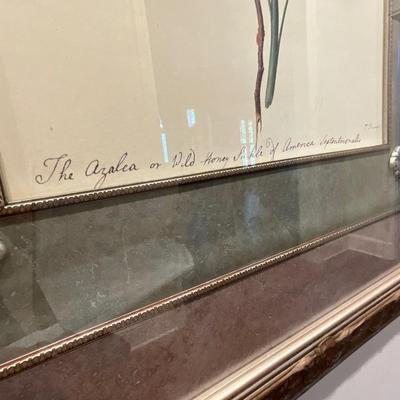 The Azalea or Wild Honey Suckle of America Septentrionalis